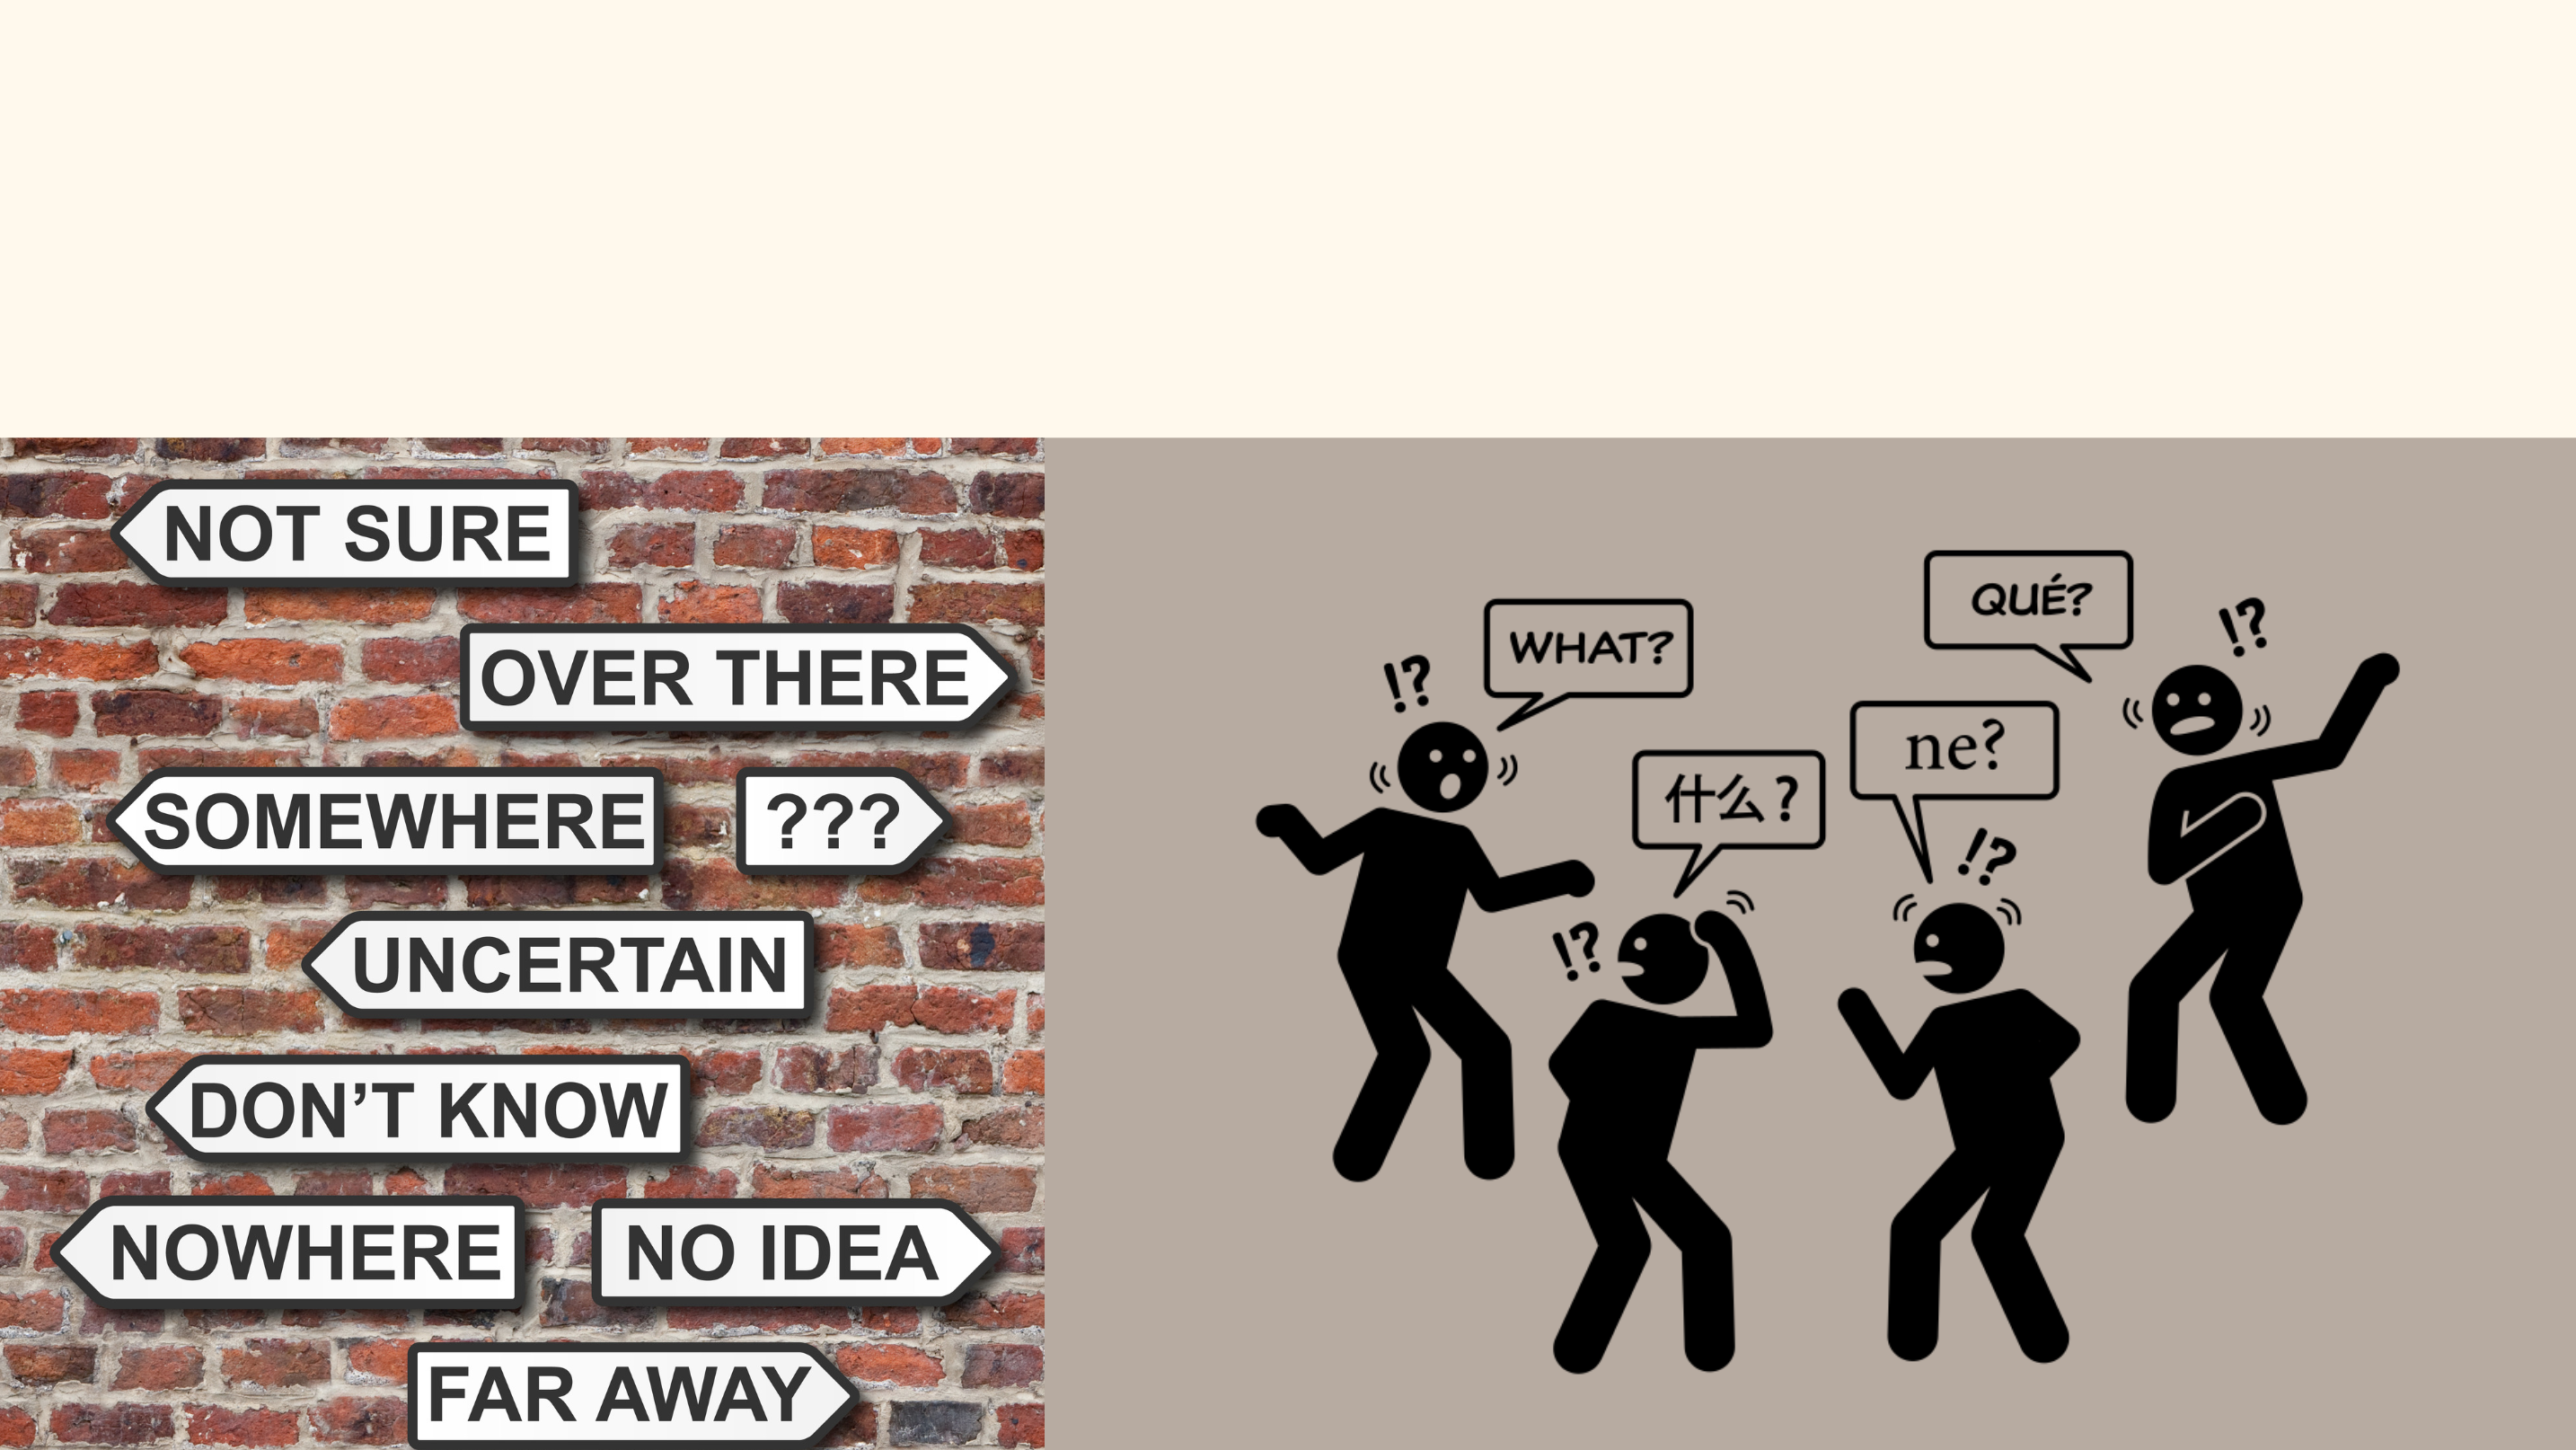 NOT SURE
OVER THERE
SOMEWHERE
???
UNCERTAIN
DON’T KNOW
NOWHERE
NO IDEA
FAR AWAY
!?
WHAT?
QUÉ?
!?
什么?
ne?
!?
!?